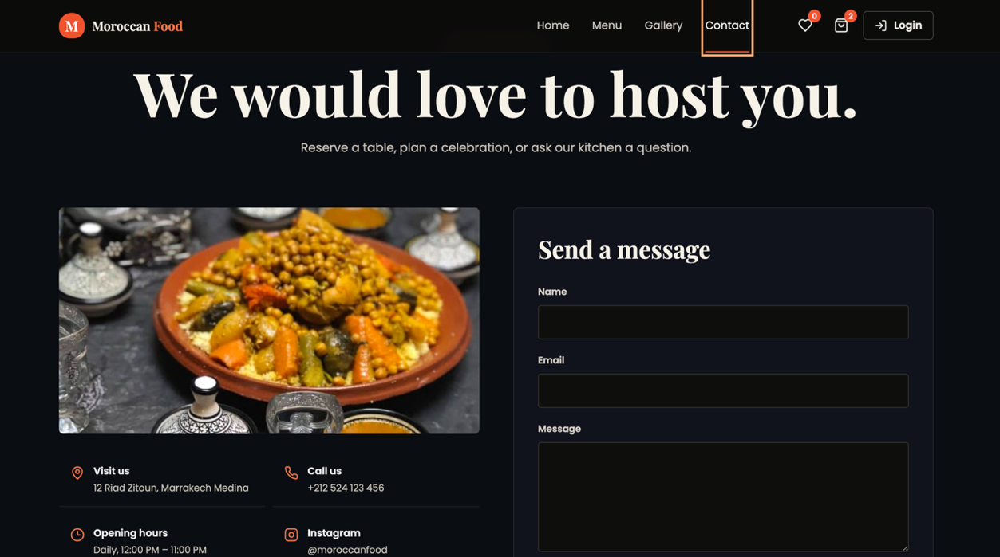 M Moroccan Food
Home Menu Gallery Contact 0 2 Login
We would love to host you.
Reserve a table, plan a celebration, or ask our kitchen a question.
Visit us
12 Riad Zitoun, Marrakech Medina
Call us
+212 524 123 456
Opening hours
Daily, 12:00 PM – 11:00 PM
Instagram
@moroccanfood
Send a message
Name
Email
Message